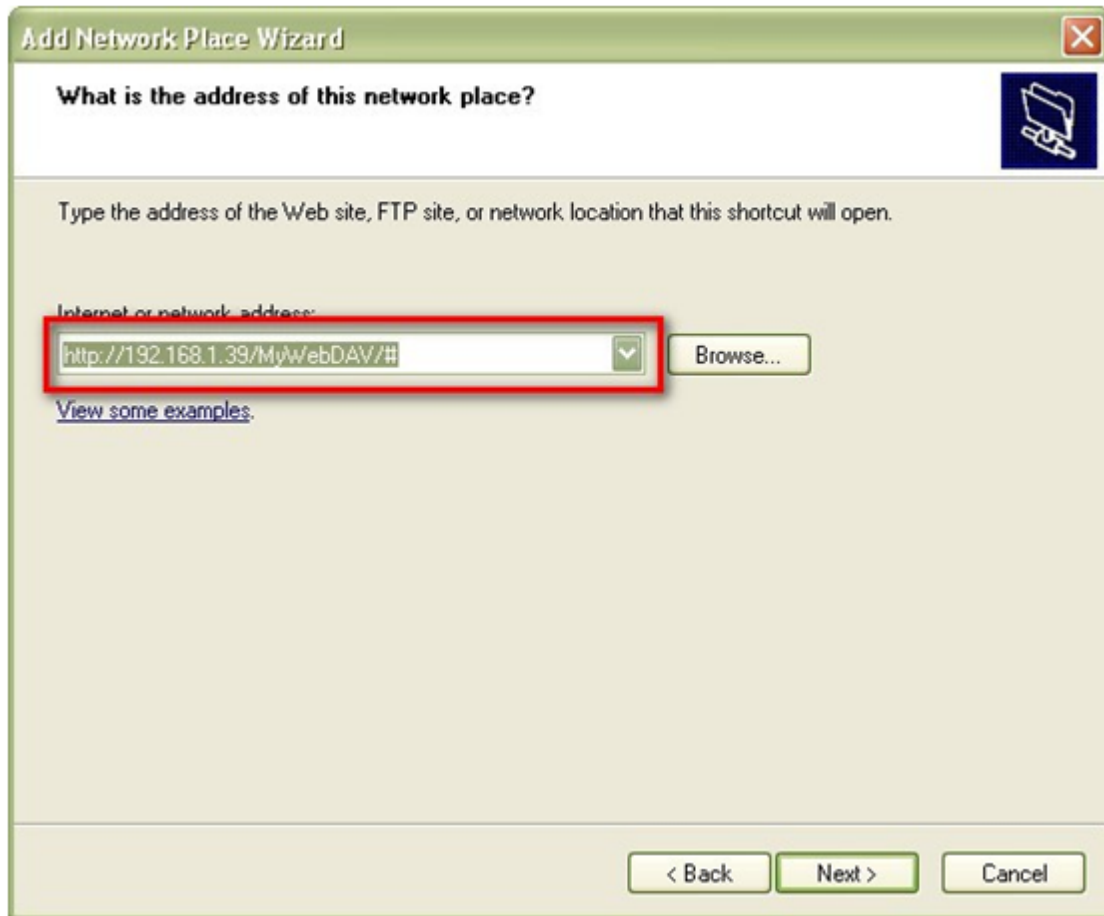 Add Network Place Wizard
What is the address of this network place?
Type the address of the Web site, FTP site, or network location that this shortcut will open.
Internet or network address:
http://192.168.1.39/MyWebDAV/#
Browse...
View some examples.
< Back
Next >
Cancel